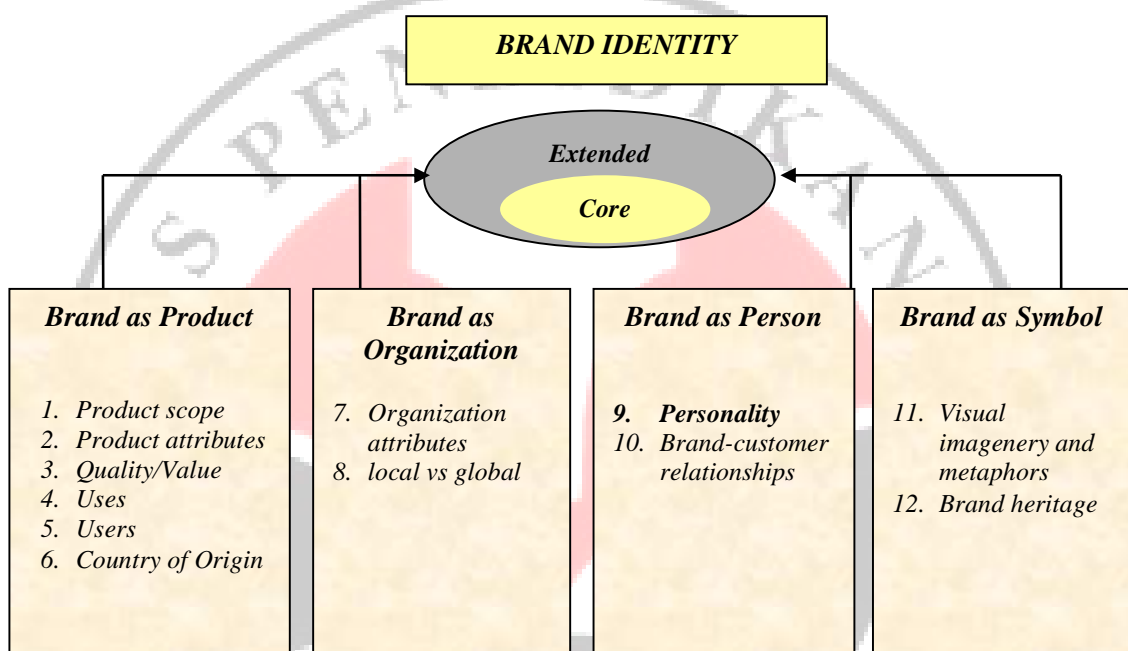 BRAND IDENTITY
S PENDIDIKAN
Extended
Core
Brand as Product
1. Product scope
2. Product attributes
3. Quality/Value
4. Uses
5. Users
6. Country of Origin
Brand as
Organization
7. Organization
attributes
8. local vs global
Brand as Person
9. Personality
10. Brand-customer
relationships
Brand as Symbol
11. Visual
imagenery and
metaphors
12. Brand heritage